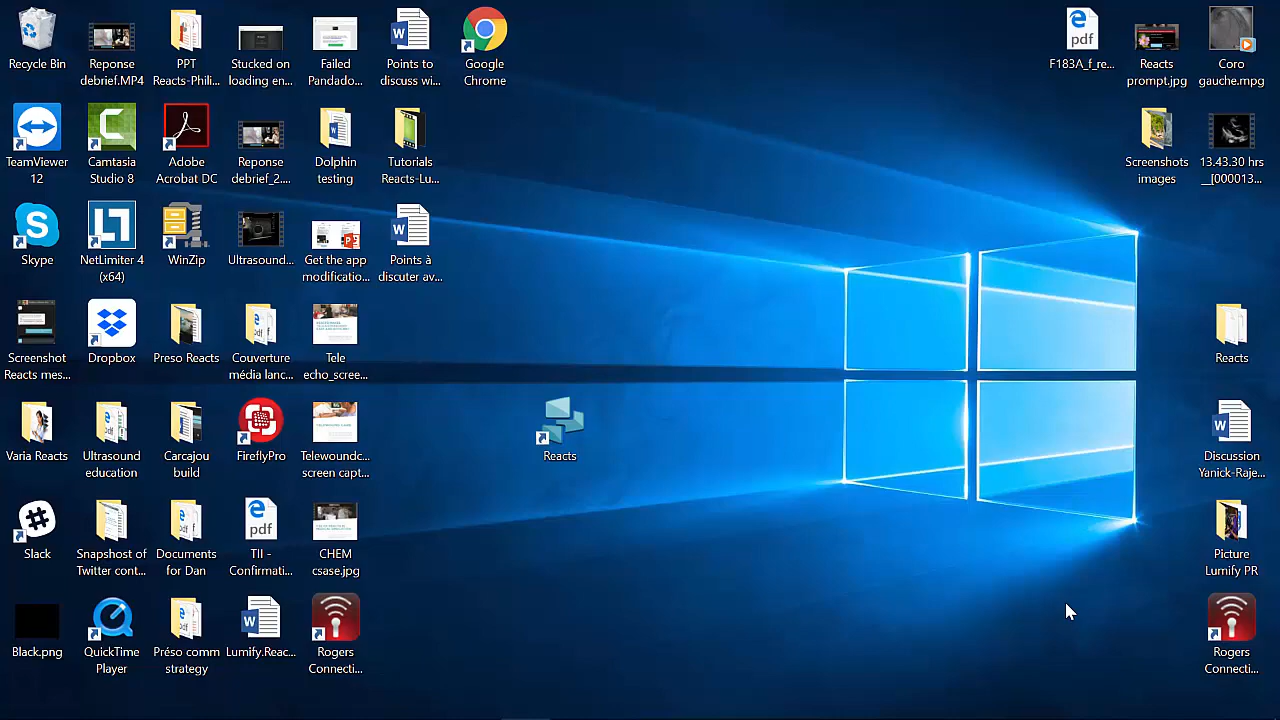 Recycle Bin
Reponse
debrief.MP4
PPT
Reacts-Phili...
Stucked on
loading en...
Failed
Pandado...
Points to
discuss wi...
Google
Chrome
F183A_f_re...
Reacts
prompt.jpg
Coro
gauche.mpg
TeamViewer
12
Camtasia
Studio 8
Adobe
Acrobat DC
Reponse
debrief_2....
Dolphin
testing
Tutorials
Reacts-Lu...
Screenshots
images
13.43.30 hrs
__[000013...
Skype
NetLimiter 4
(x64)
WinZip
Ultrasound...
Get the app
modificatio...
Points à
discuter av...
Screenshot
Reacts mes...
Dropbox
Preso Reacts
Couverture
média lanc...
Tele
echo_scree...
Reacts
Varia Reacts
Ultrasound
education
Carcajou
build
FireflyPro
Telewoundc...
screen capt...
Reacts
Discussion
Yanick-Raje...
Slack
Snapshot of
Twitter cont...
Documents
for Dan
pdf
TII -
Confirmati...
CHEM
csase.jpg
Picture
Lumify PR
Black.png
QuickTime
Player
Préso comm
strategy
Lumify.Reac...
Rogers
Connecti...
Rogers
Connecti...